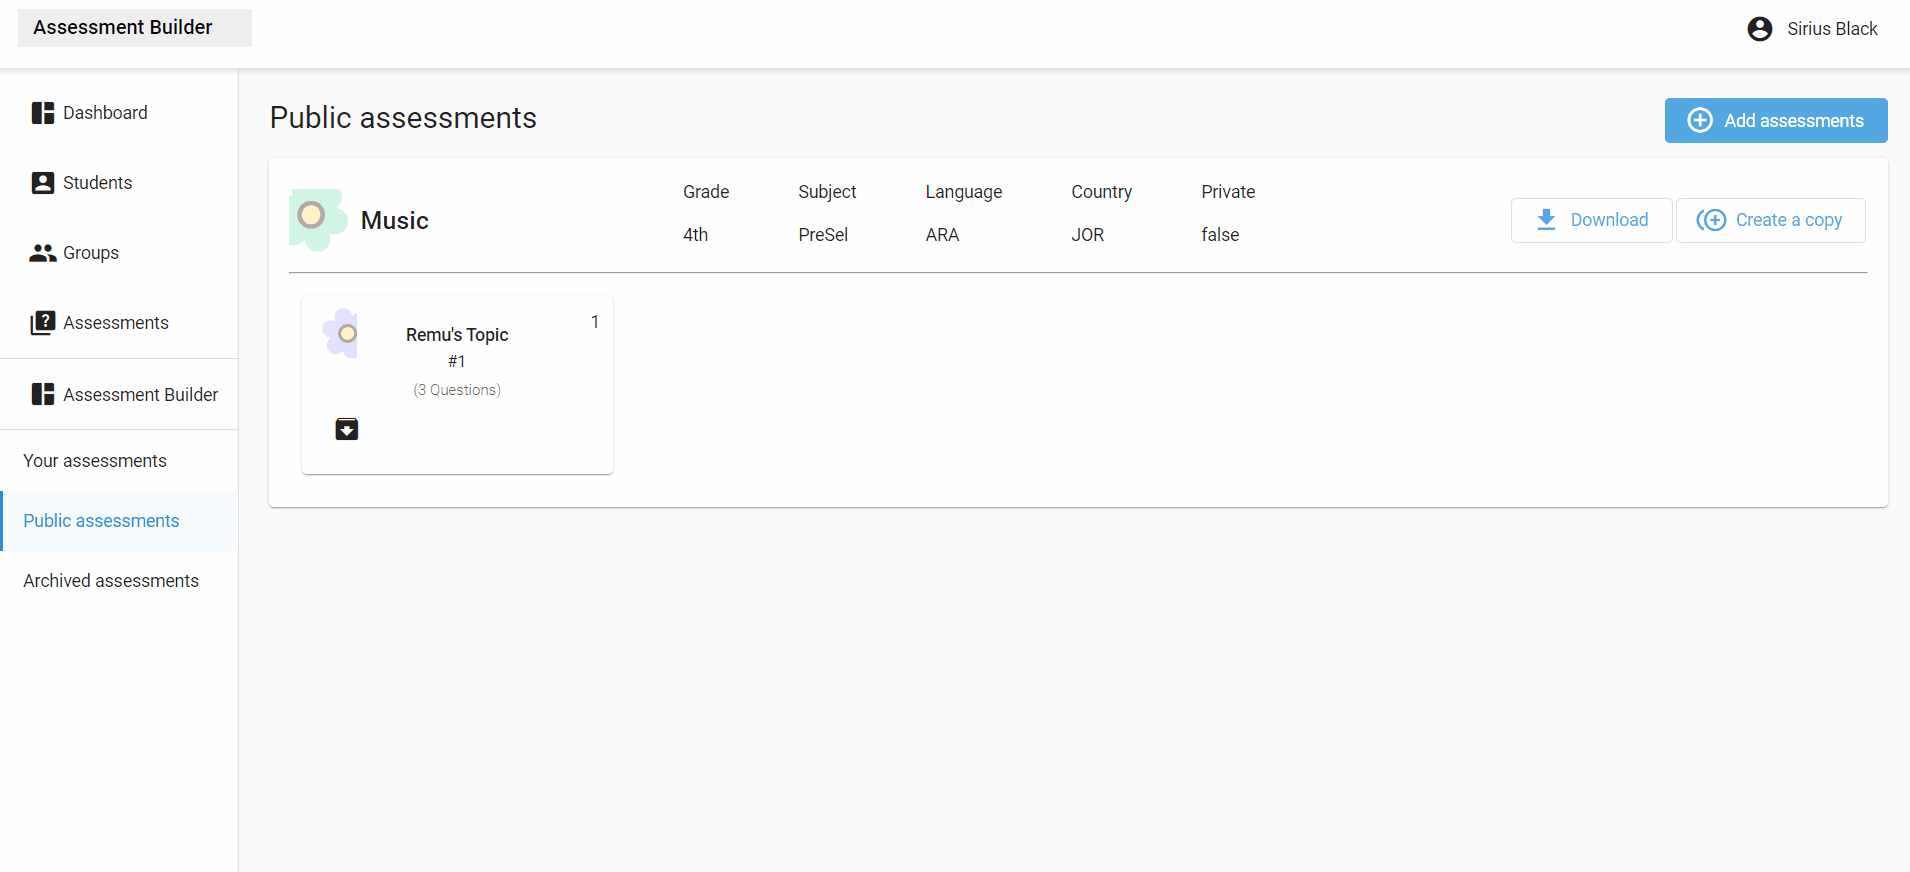 Assessment Builder
Sirius Black
Dashboard
Students
Groups
Assessments
Assessment Builder
Your assessments
Public assessments
Archived assessments
Public assessments
Add assessments
Music
Grade Subject Language Country Private
4th PreSel ARA JOR false
Download
Create a copy
1
Remu's Topic
#1
(3 Questions)